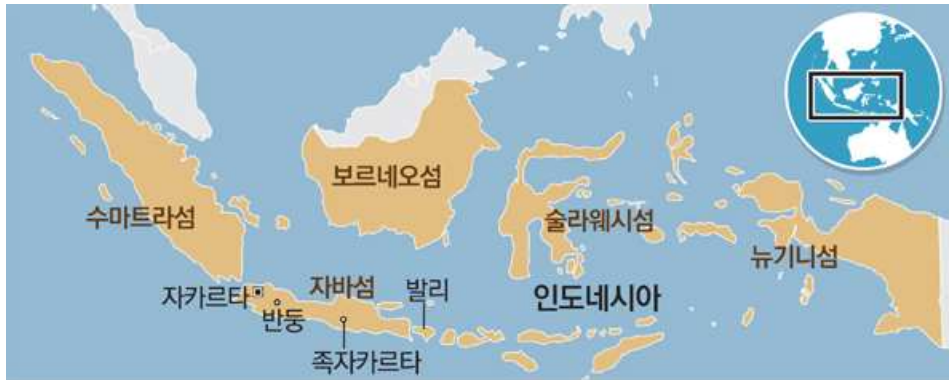 보르네오섬
수마트라섬
술라웨시섬
뉴기니섬
자카르타
자바섬
발리
인도네시아
반둥
족자카르타